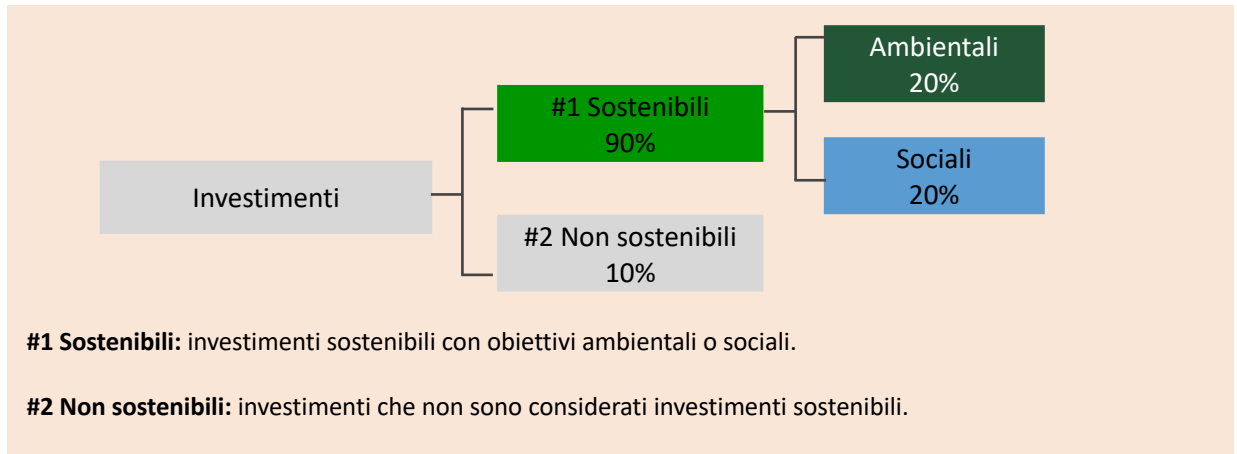 Ambientali
20%
#1 Sostenibili
90%
Sociali
20%
Investimenti
#2 Non sostenibili
10%
#1 Sostenibili: investimenti sostenibili con obiettivi ambientali o sociali.
#2 Non sostenibili: investimenti che non sono considerati investimenti sostenibili.